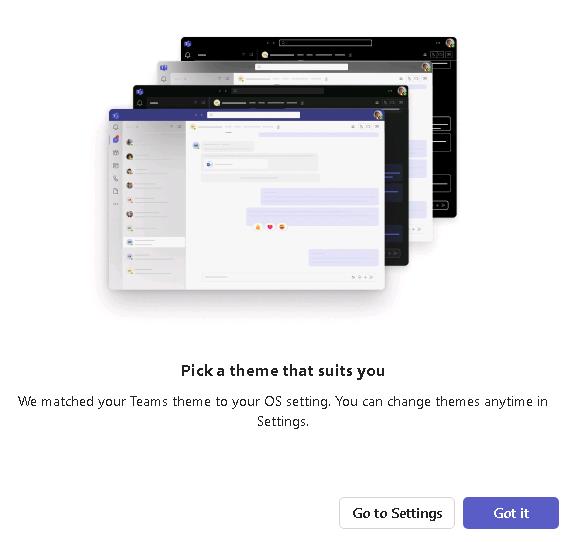 Pick a theme that suits you
We matched your Teams theme to your OS setting. You can change themes anytime in
Settings.
Go to Settings
Got it